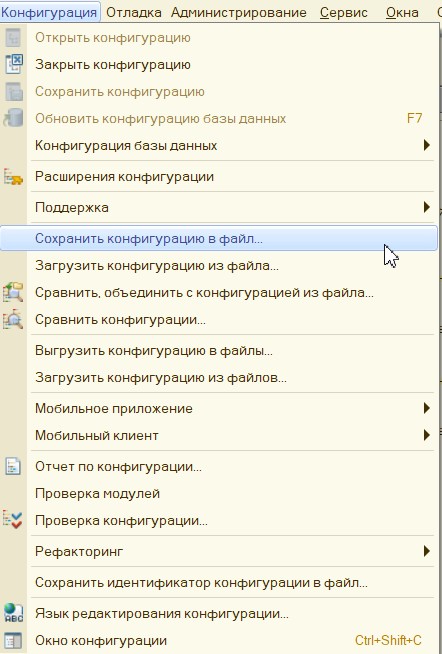 Конфигурация Отладка Администрирование Сервис Окна
Открыть конфигурацию
Закрыть конфигурацию
Сохранить конфигурацию
Обновить конфигурацию базы данных F7
Конфигурация базы данных
Расширения конфигурации
Поддержка
Сохранить конфигурацию в файл...
Загрузить конфигурацию из файла...
Сравнить, объединить с конфигурацией из файла...
Сравнить конфигурации...
Выгрузить конфигурацию в файлы...
Загрузить конфигурацию из файлов...
Мобильное приложение
Мобильный клиент
Отчет по конфигурации...
Проверка модулей
Проверка конфигурации...
Рефакторинг
Сохранить идентификатор конфигурации в файл...
ABC Язык редактирования конфигурации...
Окно конфигурации Ctrl+Shift+C